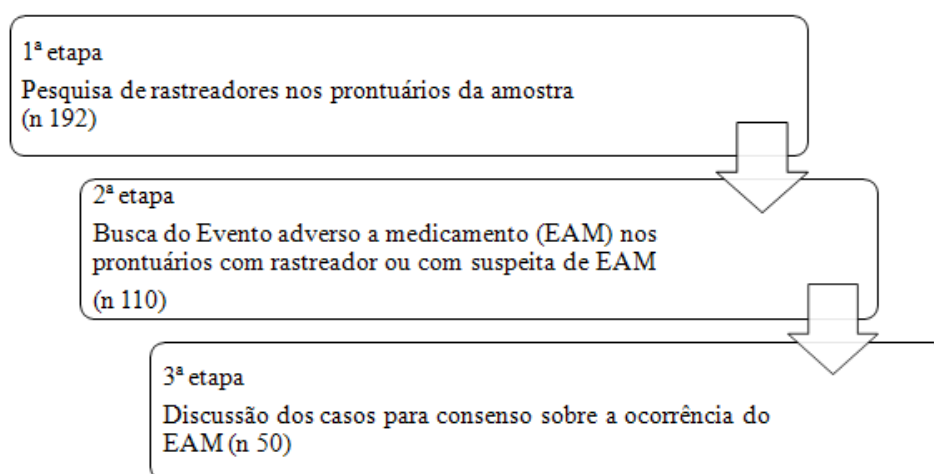 1ª etapa
Pesquisa de rastreadores nos prontuários da amostra
(n 192)
2ª etapa
Busca do Evento adverso a medicamento (EAM) nos
prontuários com rastreador ou com suspeita de EAM
(n 110)
3ª etapa
Discussão dos casos para consenso sobre a ocorrência do
EAM (n 50)